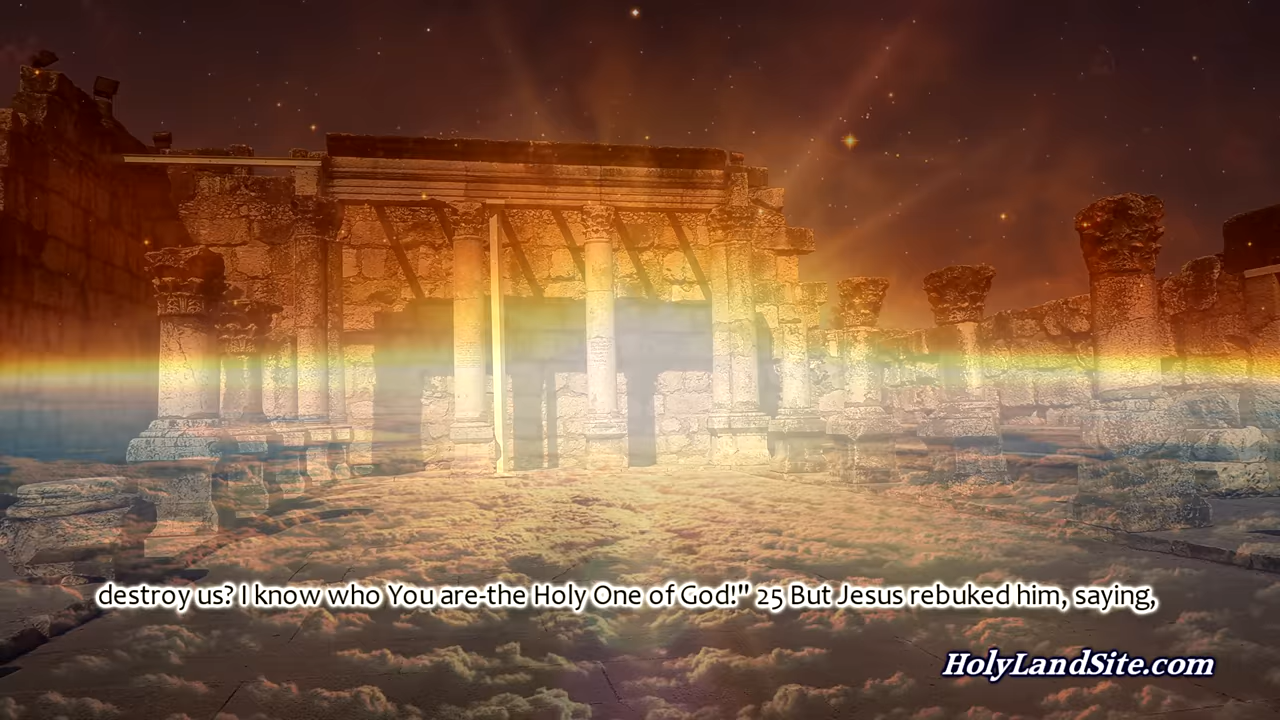 destroy us? I know who You are-the Holy One of God!" 25 But Jesus rebuked him, saying,
HolyLandSite.com